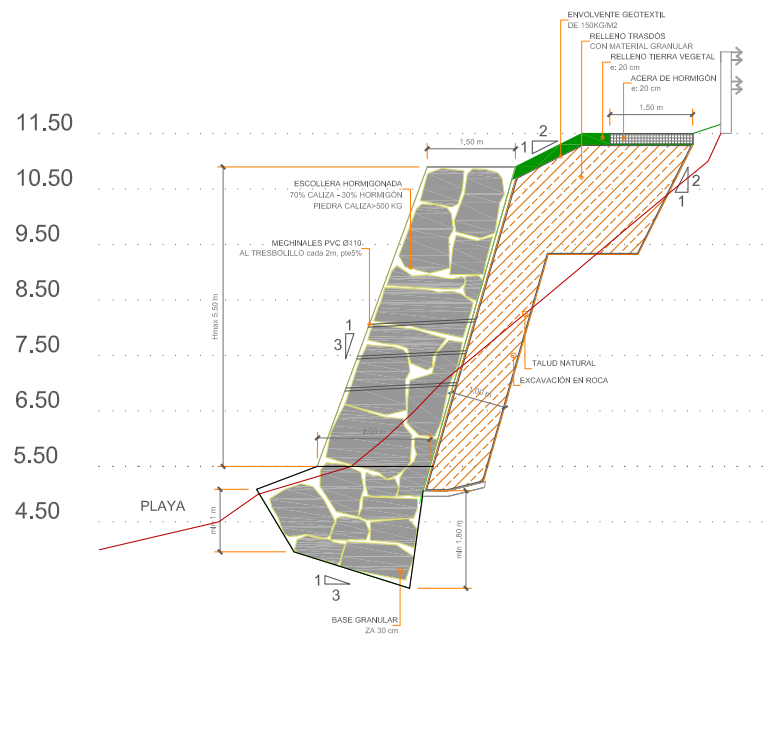 ENVOLVENTE GEOTEXTIL
DE 150KG/M2
RELLENO TRASDÓS
CON MATERIAL GRANULAR
RELLENO TIERRA VEGETAL
e: 20 cm
ACERA DE HORMIGÓN
e: 20 cm
1.50 m
11.50
1,50 m
1
2
10.50
ESCOLLERA HORMIGONADA
70% CALIZA - 30% HORMIGÓN
PIEDRA CALIZA>500 KG
2
1
9.50
MECHINALES PVC Ø110
AL TRESBOLILLO cada 2m, pte5%
8.50
Hmax 5.50 m
1
3
7.50
TALUD NATURAL
EXCAVACIÓN EN ROCA
6.50
1.00 m
2,00 m
5.50
4.50
PLAYA
min 1 m
min 1.80 m
1
3
BASE GRANULAR
ZA 30 cm